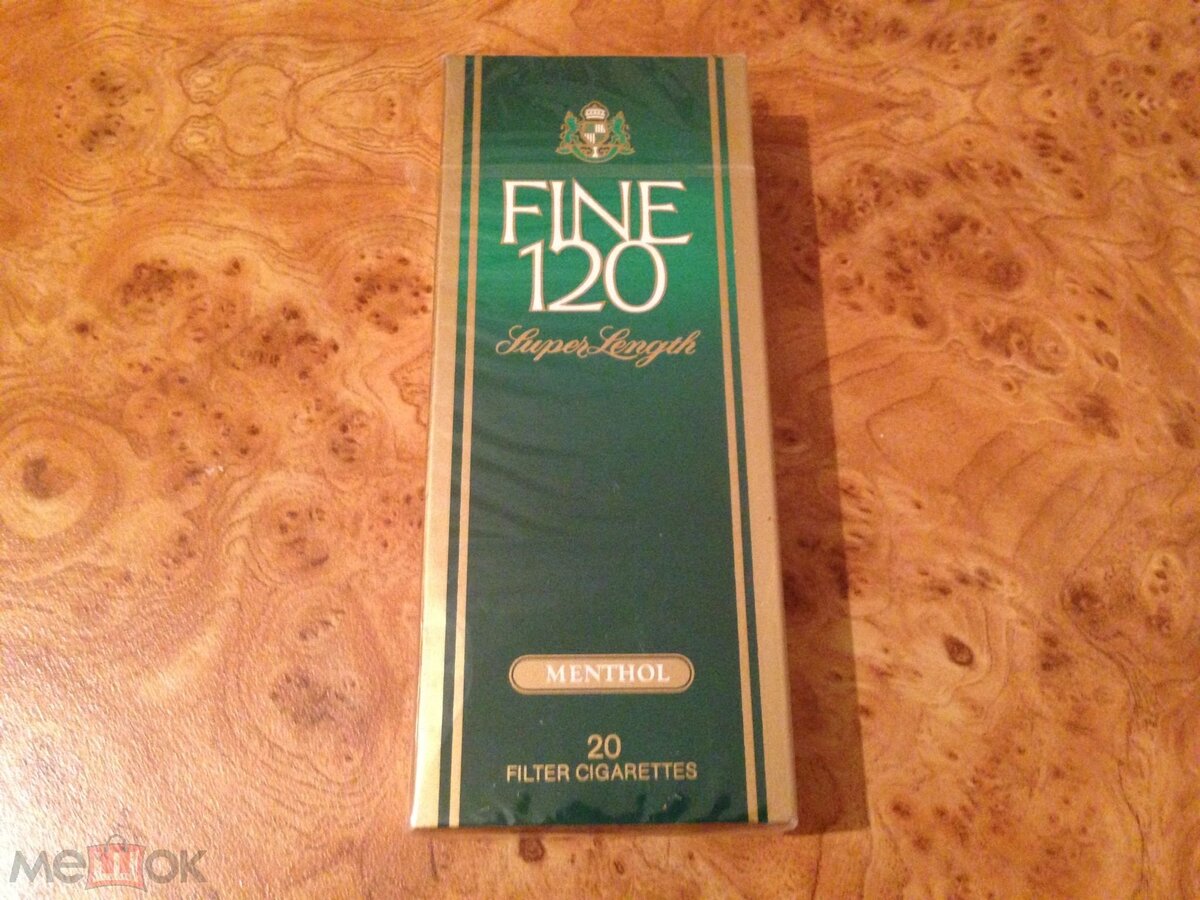 FINE
120
Super Length
MENTHOL
20
FILTER CIGARETTES
МЕШОК